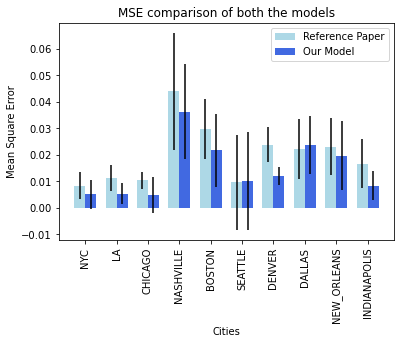 MSE comparison of both the models
Reference Paper
Our Model
Mean Square Error
0.06
0.05
0.04
0.03
0.02
0.01
0.00
−0.01
NYC
LA
CHICAGO
NASHVILLE
BOSTON
SEATTLE
DENVER
DALLAS
NEW_ORLEANS
INDIANAPOLIS
Cities